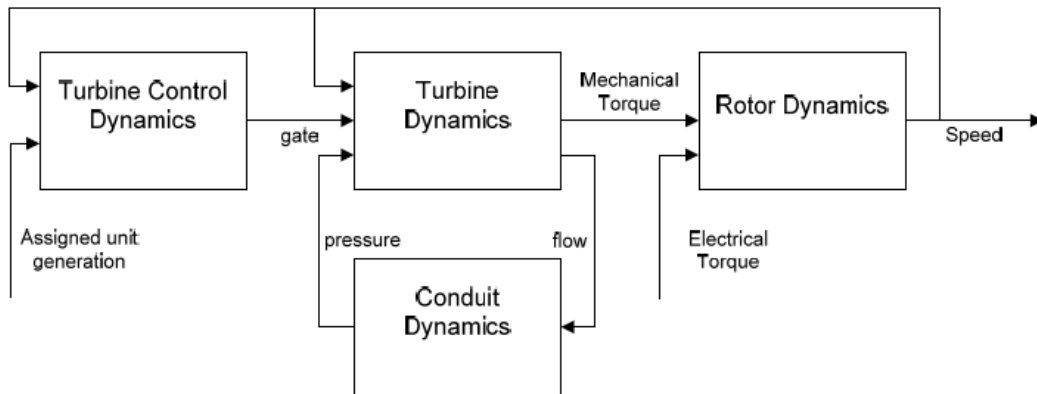 Turbine Control
Dynamics
gate
Turbine
Dynamics
Mechanical
Torque
Rotor Dynamics
Speed
Assigned unit
generation
pressure
flow
Electrical
Torque
Conduit
Dynamics